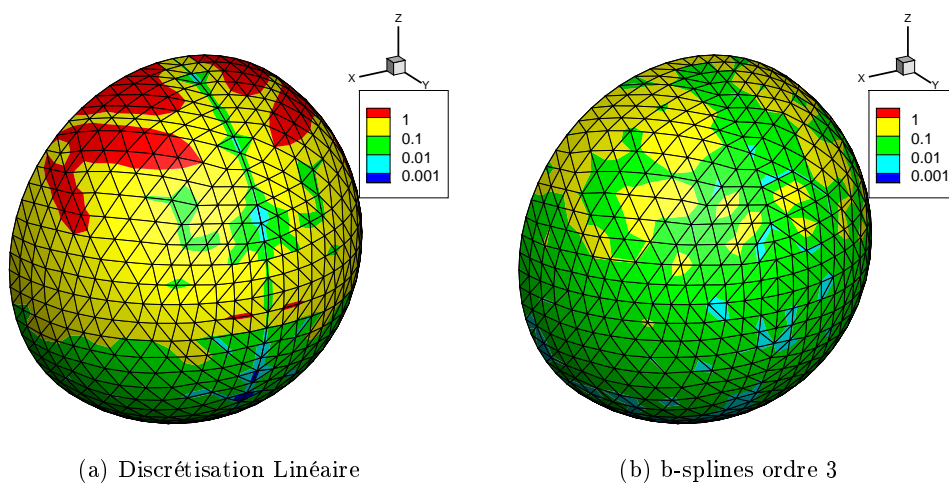 Z
X
Y
1
0.1
0.01
0.001
Z
X
Y
1
0.1
0.01
0.001
(a) Discrétisation Linéaire
(b) b-splines ordre 3